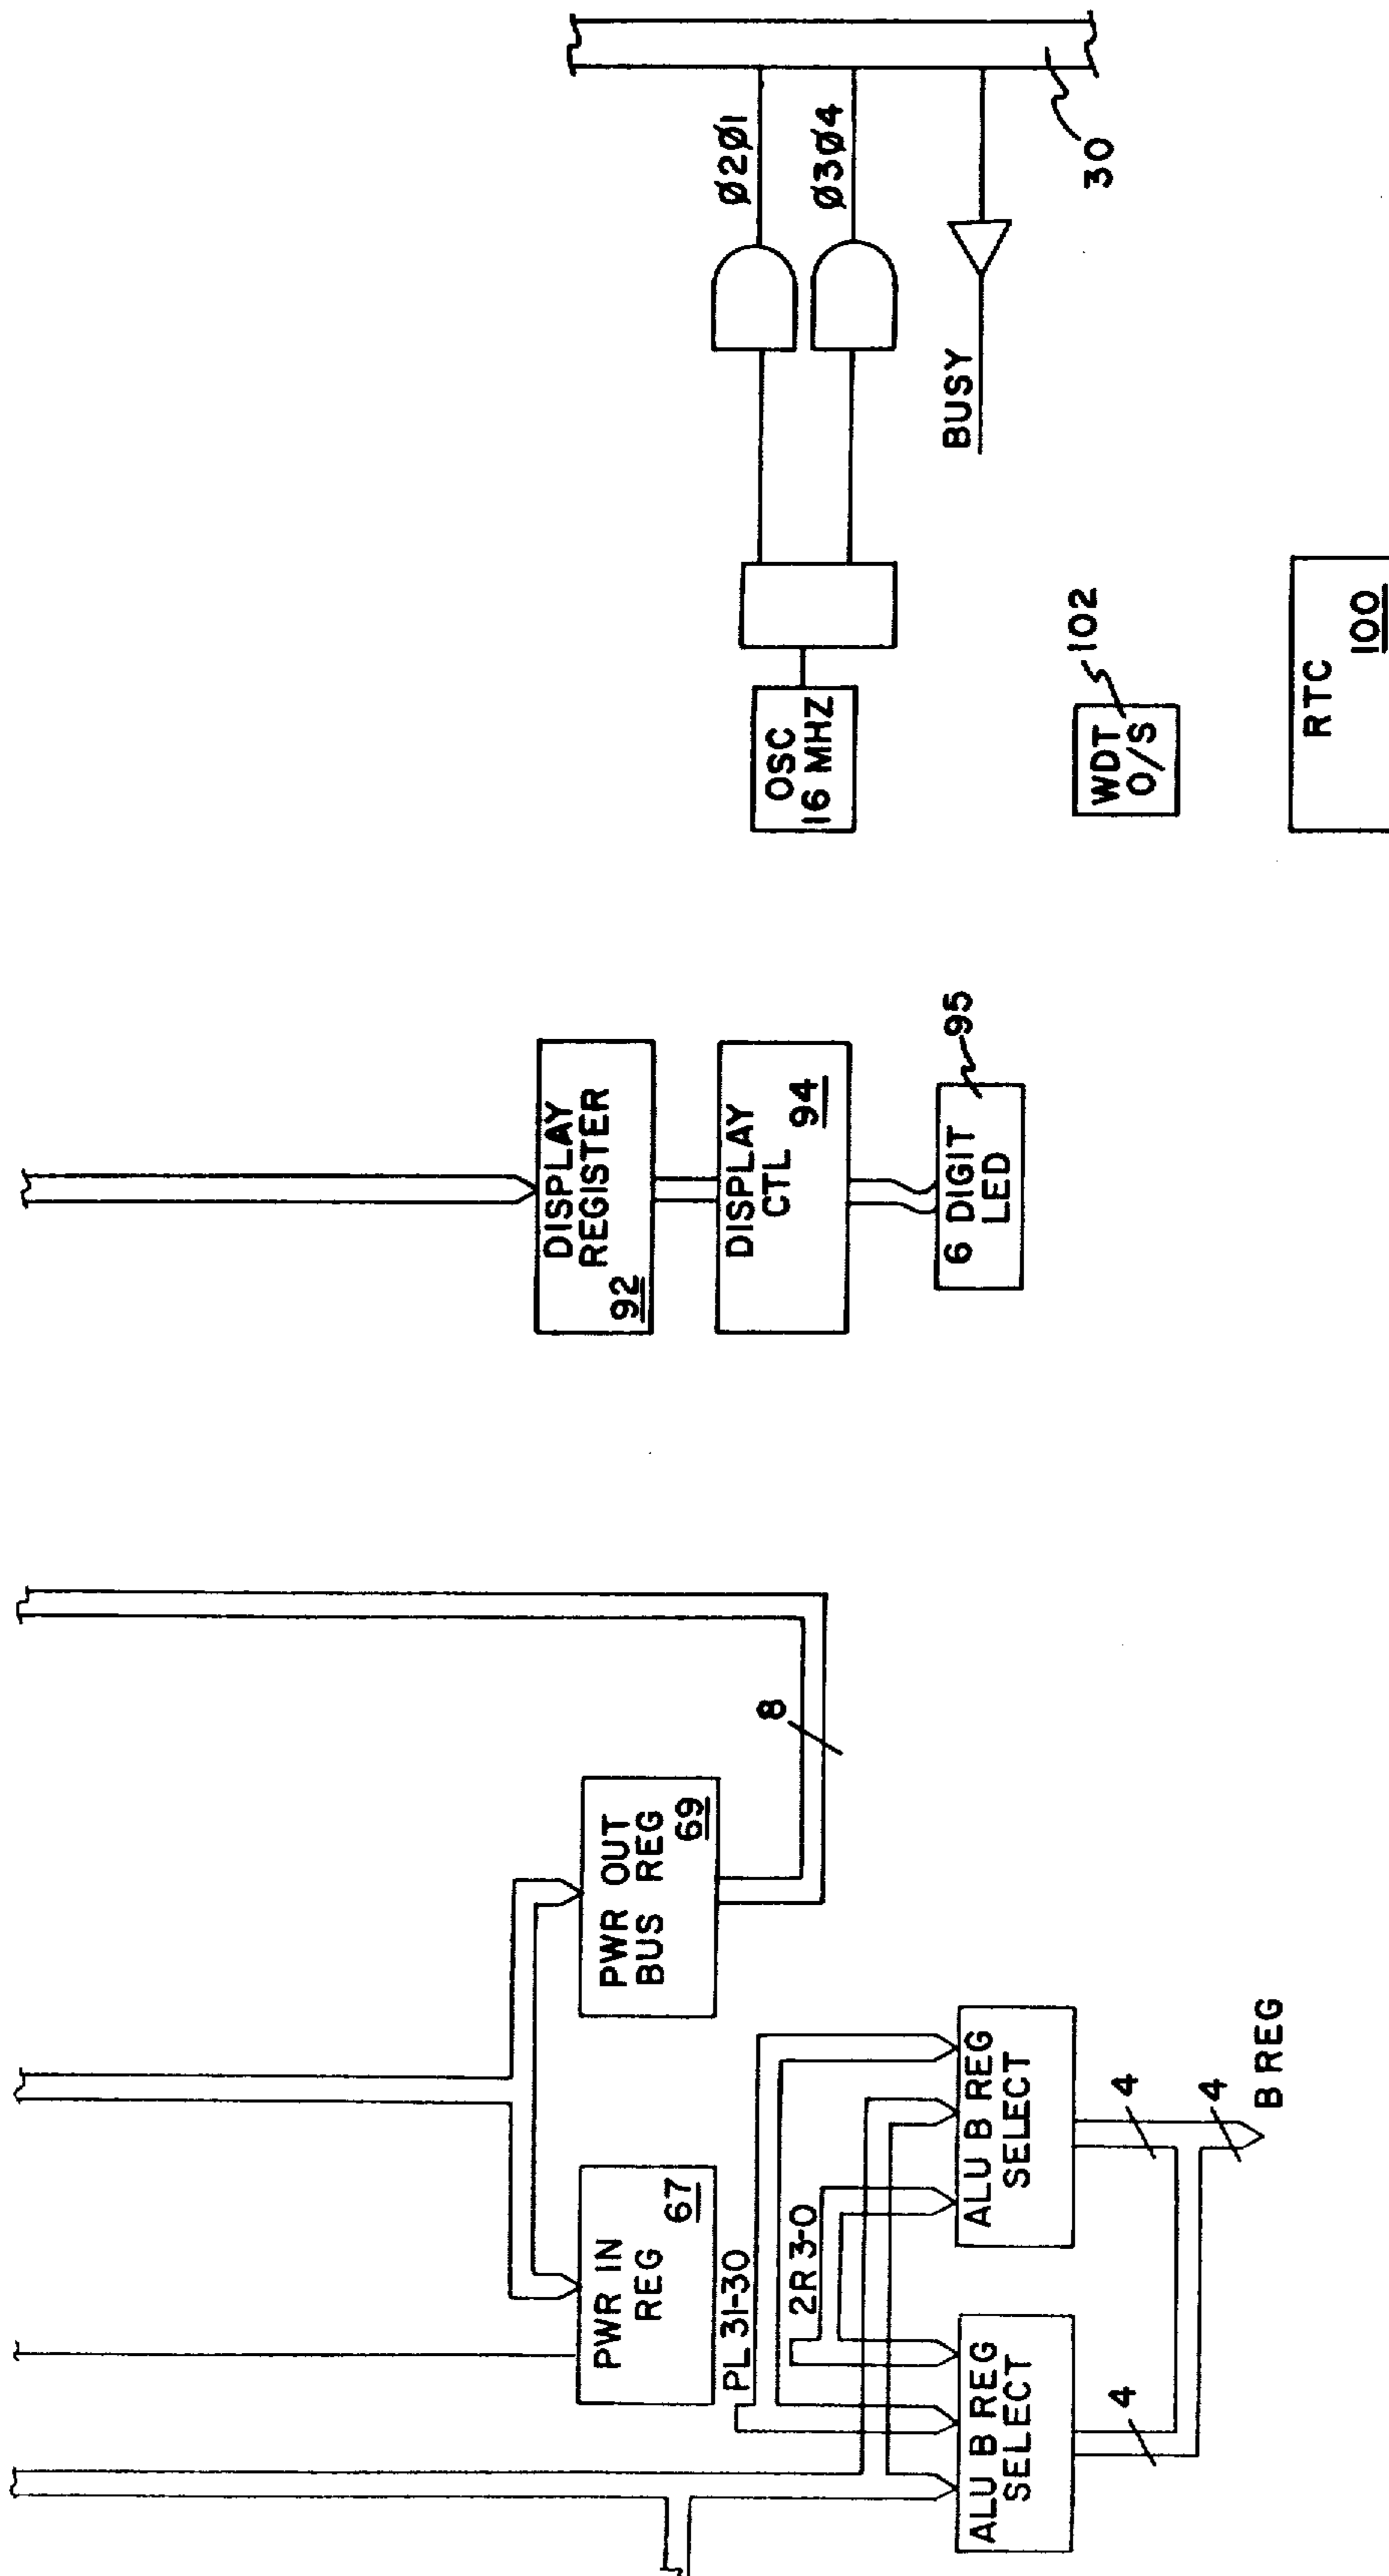 PWR IN
REG
67
PWR OUT
BUS REG
69
8
PL 31-30
2R 3-0
ALU B REG
SELECT
ALU B REG
SELECT
4
4
4
B REG
DISPLAY
REGISTER
92
DISPLAY
CTL
94
6 DIGIT
LED
95
OSC
16 MHZ
Ø2Ø1
Ø3Ø4
BUSY
30
WDT
O/S
102
RTC
100